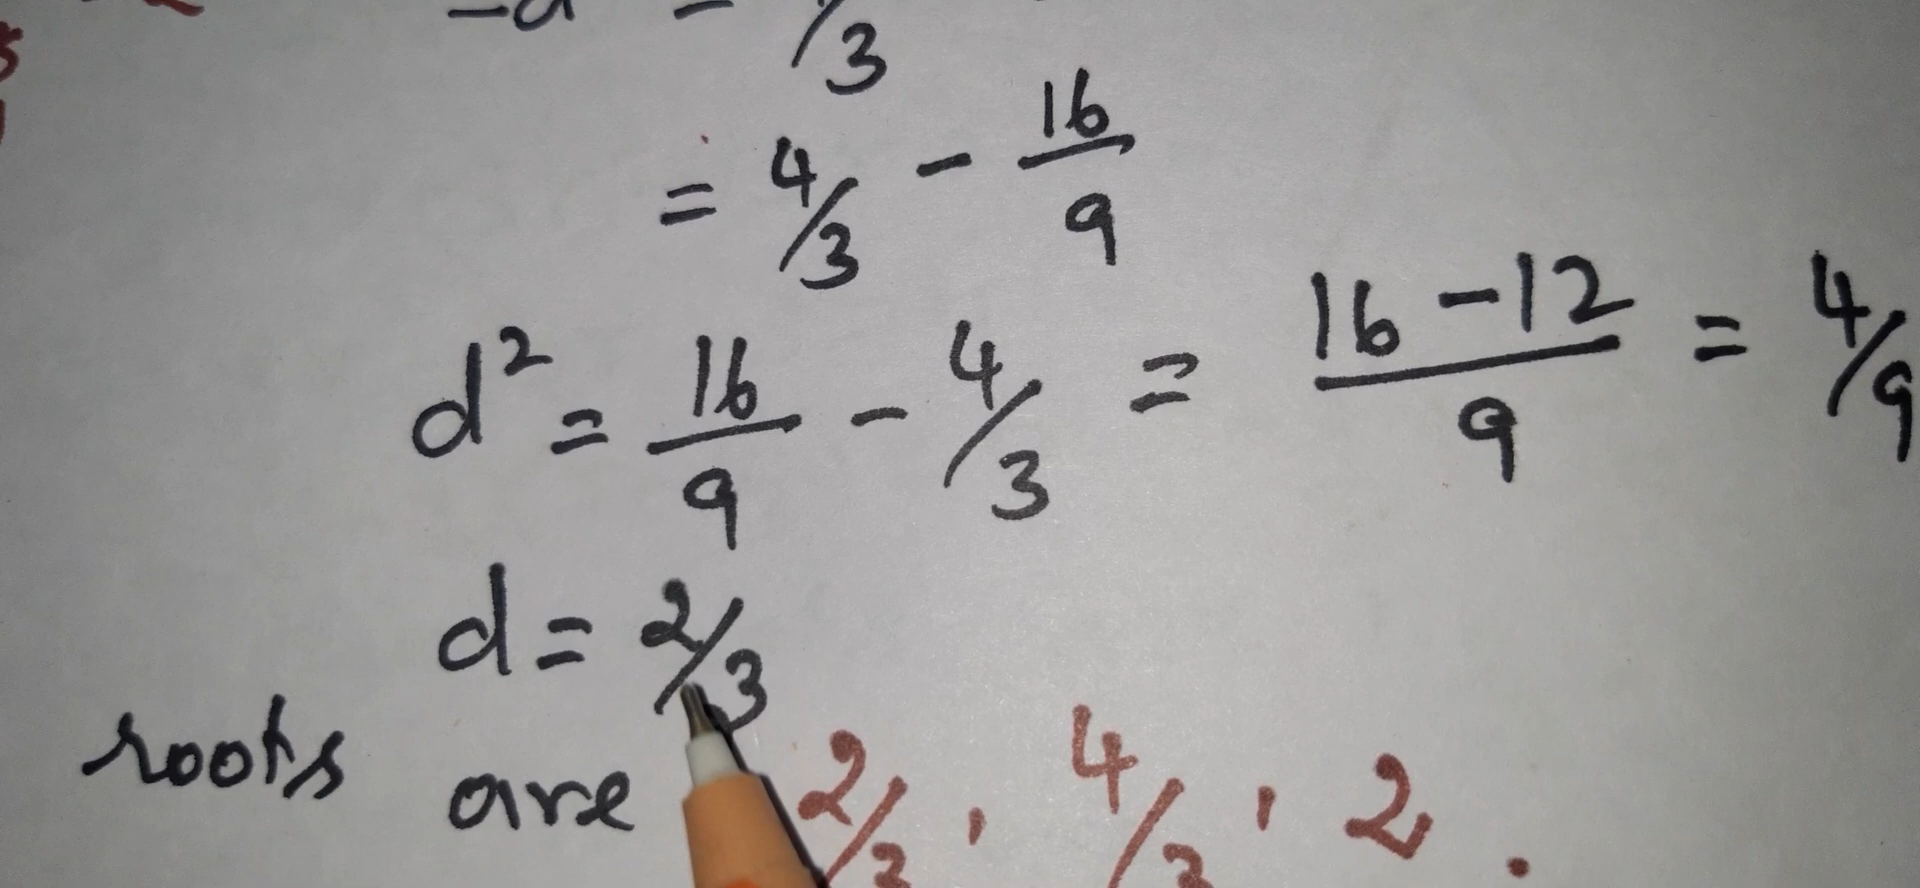 -d = /3
= 4/3 - 16/9
d² = 16/9 - 4/3 = 16-12/9 = 4/9
d = 2/3
roots are 2/3, 4/3, 2.